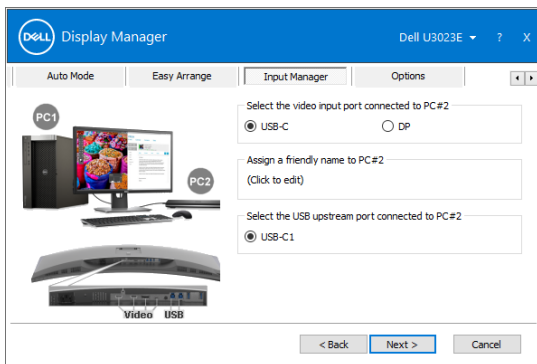 DELL Display Manager
Dell U3023E ? X
Auto Mode Easy Arrange Input Manager Options
PC1
PC2
Video USB
Select the video input port connected to PC#2
USB-C DP
Assign a friendly name to PC#2
(Click to edit)
Select the USB upstream port connected to PC#2
USB-C1
< Back Next > Cancel